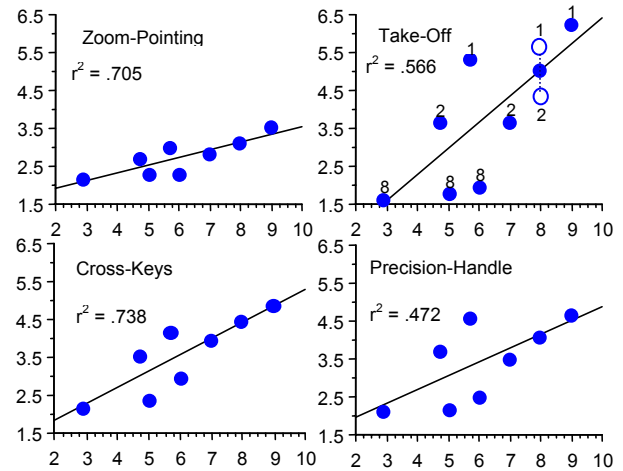 6.5
Zoom-Pointing
5.5
r² = .705
4.5
3.5
2.5
1.5
2 3 4 5 6 7 8 9 10
6.5
1
Take-Off
1
5.5
1
r² = .566
4.5
2
2
2
3.5
2.5
8
8
8
1.5
2 3 4 5 6 7 8 9 10
6.5
Cross-Keys
5.5
r² = .738
4.5
3.5
2.5
1.5
2 3 4 5 6 7 8 9 10
6.5
Precision-Handle
5.5
r² = .472
4.5
3.5
2.5
1.5
2 3 4 5 6 7 8 9 10